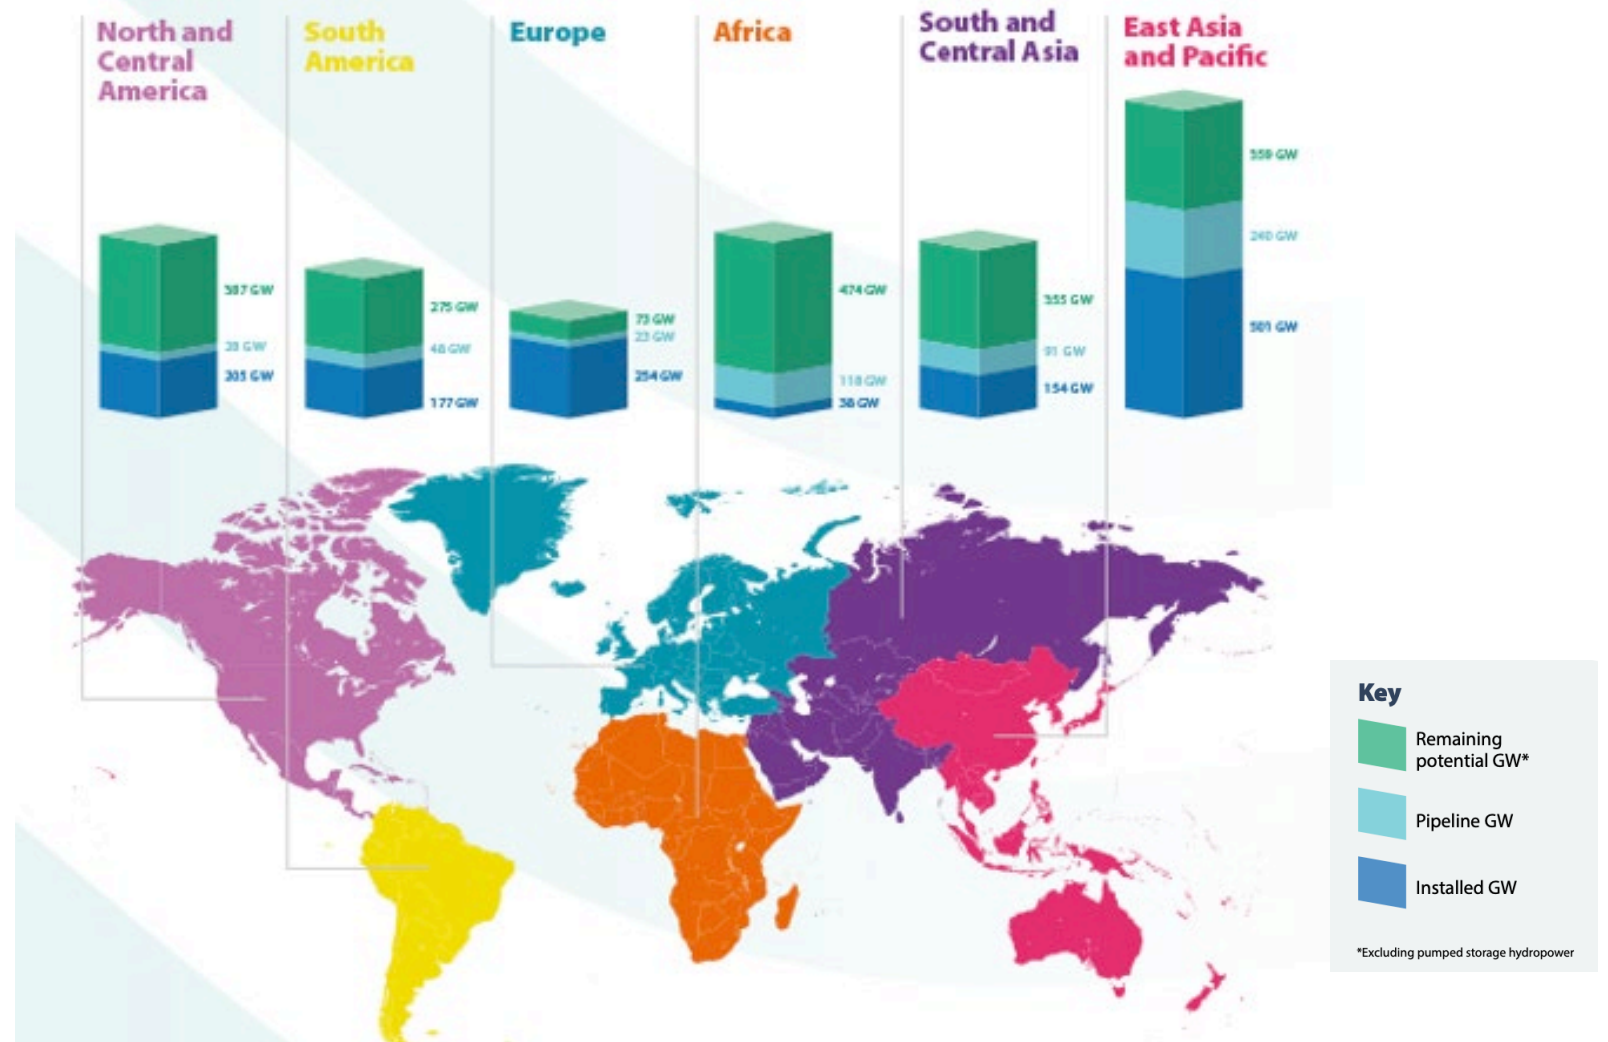 North and
Central
America
South
America
Europe
Africa
South and
Central Asia
East Asia
and Pacific
GW
240 GW
501 GW
GW
GW
205 GW
275 GW
GW
177 GW
73 GW
23 GW
254 GW
474 GW
118 GW
GW
355 GW
91 GW
154 GW
Key
Remaining
potential GW*
Pipeline GW
Installed GW
*Excluding pumped storage hydropower